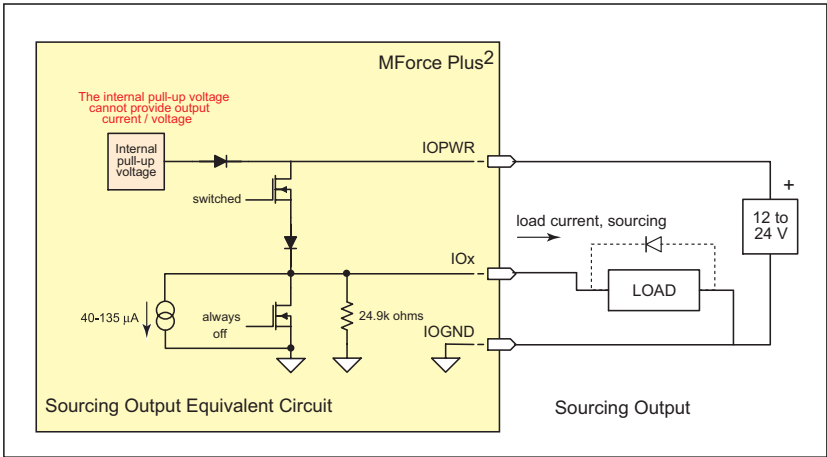 MForce Plus2
The internal pull-up voltage
cannot provide output
current / voltage
Internal
pull-up
voltage
IOPWR
switched
+
12 to
24 V
load current, sourcing
IOx
LOAD
40-135 µA
always
off
24.9k ohms
IOGND
Sourcing Output Equivalent Circuit
Sourcing Output